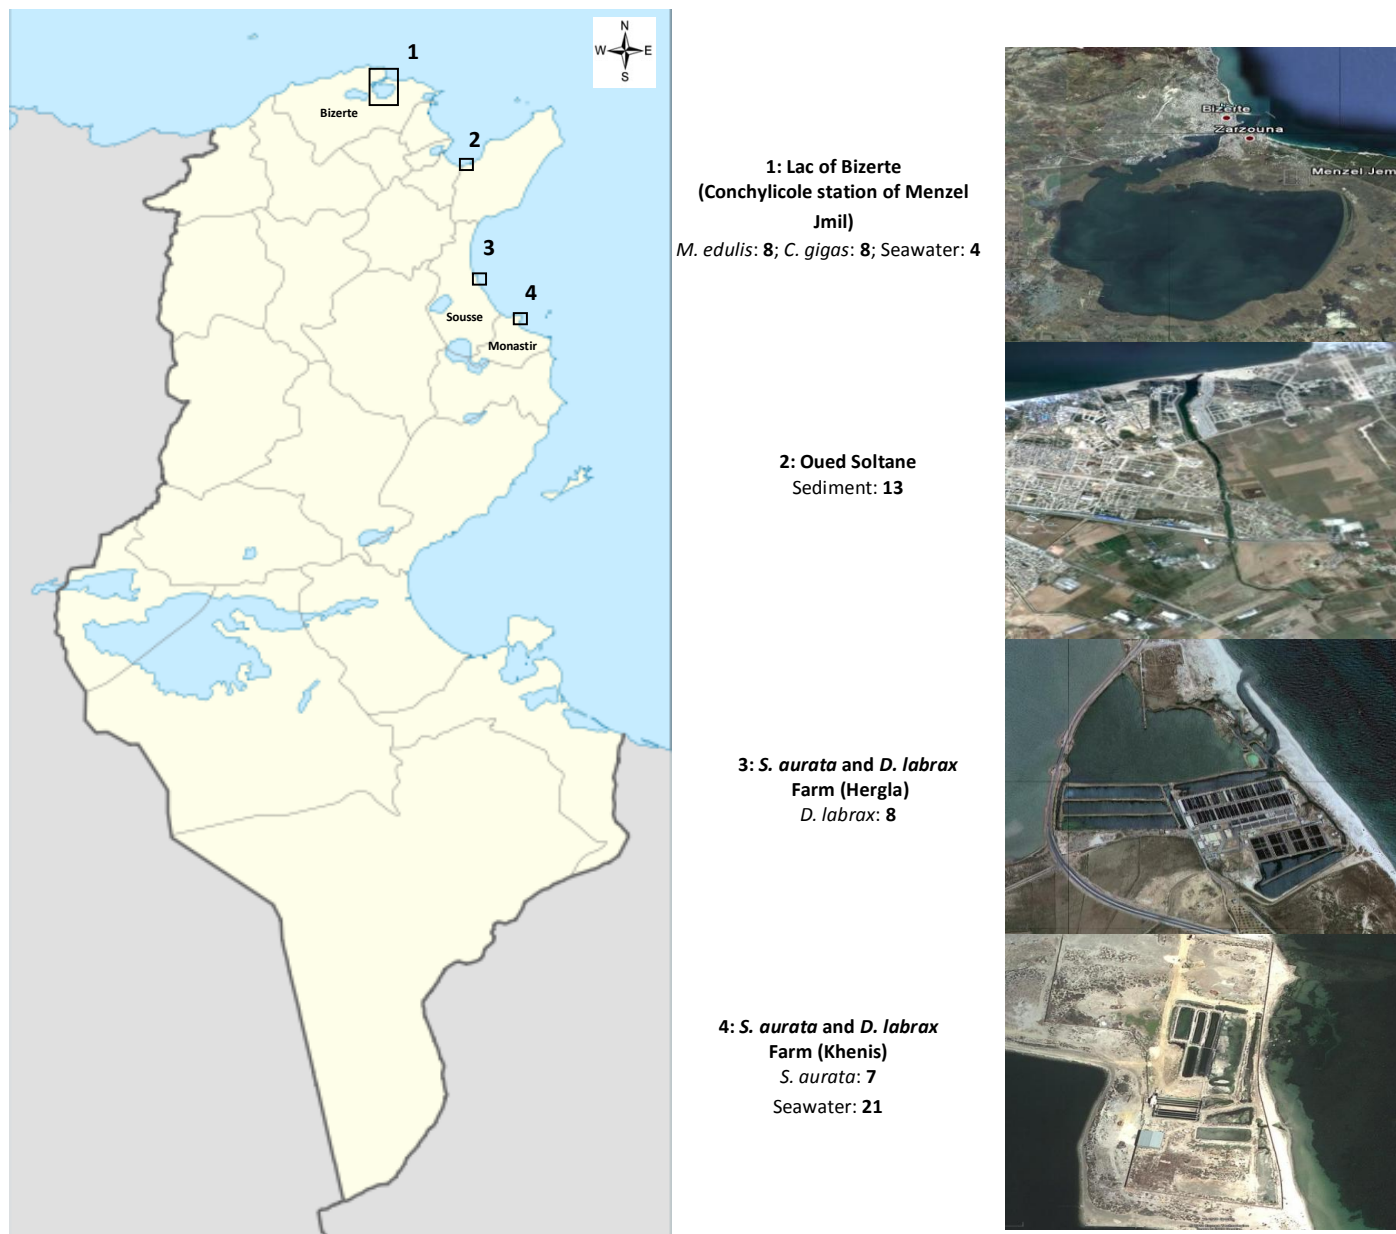 N
W E
S
1
Bizerte
2
3
4
Sousse
Monastir
1: Lac of Bizerte
(Conchylicole station of Menzel
Jmil)
M. edulis: 8; C. gigas: 8; Seawater: 4
2: Oued Soltane
Sediment: 13
3: S. aurata and D. labrax
Farm (Hergla)
D. labrax: 8
4: S. aurata and D. labrax
Farm (Khenis)
S. aurata: 7
Seawater: 21
Bizerte
Zarzouna
Menzel Jem